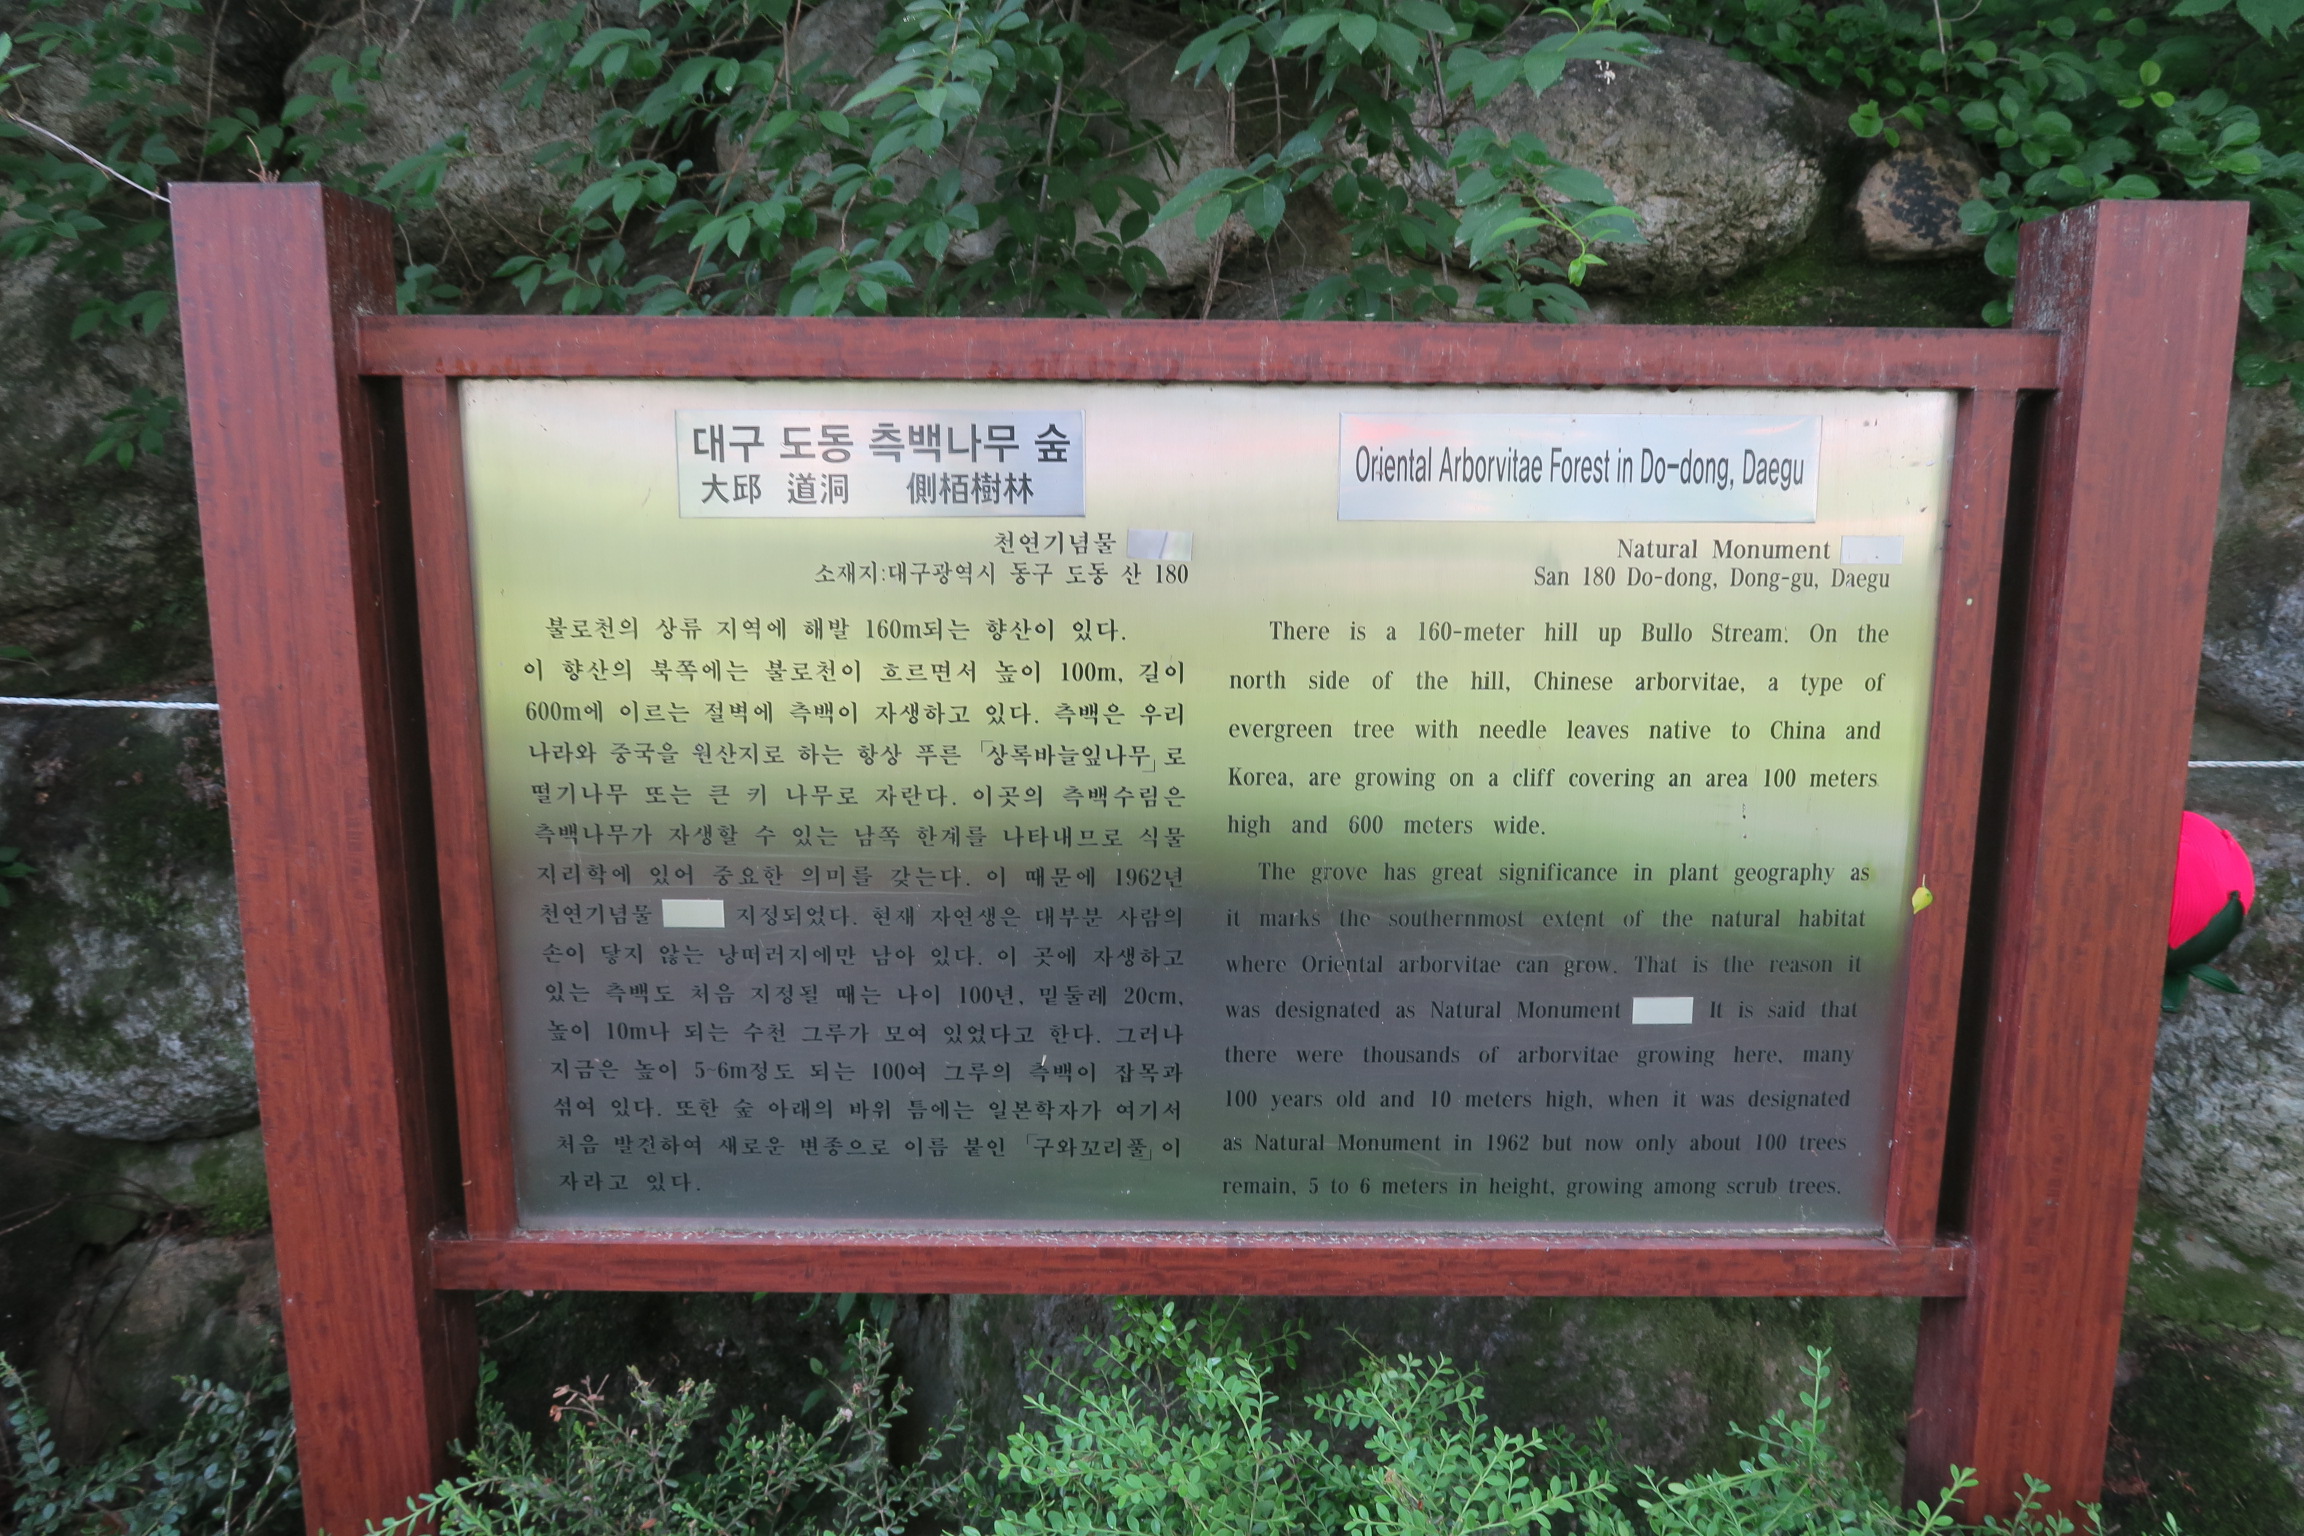 대구 도동 측백나무 숲
大邱 道洞 側栢樹林
천연기념물
소재지:대구광역시 동구 도동 산 180
불로천의 상류 지역에 해발 160m되는 향산이 있다.
이 향산의 북쪽에는 불로천이 흐르면서 높이 100m, 길이
600m에 이르는 절벽에 측백이 자생하고 있다. 측백은 우리
나라와 중국을 원산지로 하는 항상 푸른 「상록바늘잎나무」로
떨기나무 또는 큰 키 나무로 자란다. 이곳의 측백수림은
측백나무가 자생할 수 있는 남쪽 한계를 나타내므로 식물
지리학에 있어 중요한 의미를 갖는다. 이 때문에 1962년
천연기념물 지정되었다. 현재 자연생은 대부분 사람의
손이 닿지 않는 낭떠러지에만 남아 있다. 이 곳에 자생하고
있는 측백도 처음 지정될 때는 나이 100년, 밑둘레 20cm,
높이 10m나 되는 수천 그루가 모여 있었다고 한다. 그러나
지금은 높이 5~6m정도 되는 100여 그루의 측백이 잡목과
섞여 있다. 또한 숲 아래의 바위 틈에는 일본학자가 여기서
처음 발견하여 새로운 변종으로 이름 붙인 「구와꼬리풀」이
자라고 있다.
Oriental Arborvitae Forest in Do-dong, Daegu
Natural Monument
San 180 Do-dong, Dong-gu, Daegu
There is a 160-meter hill up Bullo Stream. On the
north side of the hill, Chinese arborvitae, a type of
evergreen tree with needle leaves native to China and
Korea, are growing on a cliff covering an area 100 meters
high and 600 meters wide.
The grove has great significance in plant geography as
it marks the southernmost extent of the natural habitat
where Oriental arborvitae can grow. That is the reason it
was designated as Natural Monument It is said that
there were thousands of arborvitae growing here, many
100 years old and 10 meters high, when it was designated
as Natural Monument in 1962 but now only about 100 trees
remain, 5 to 6 meters in height, growing among scrub trees.